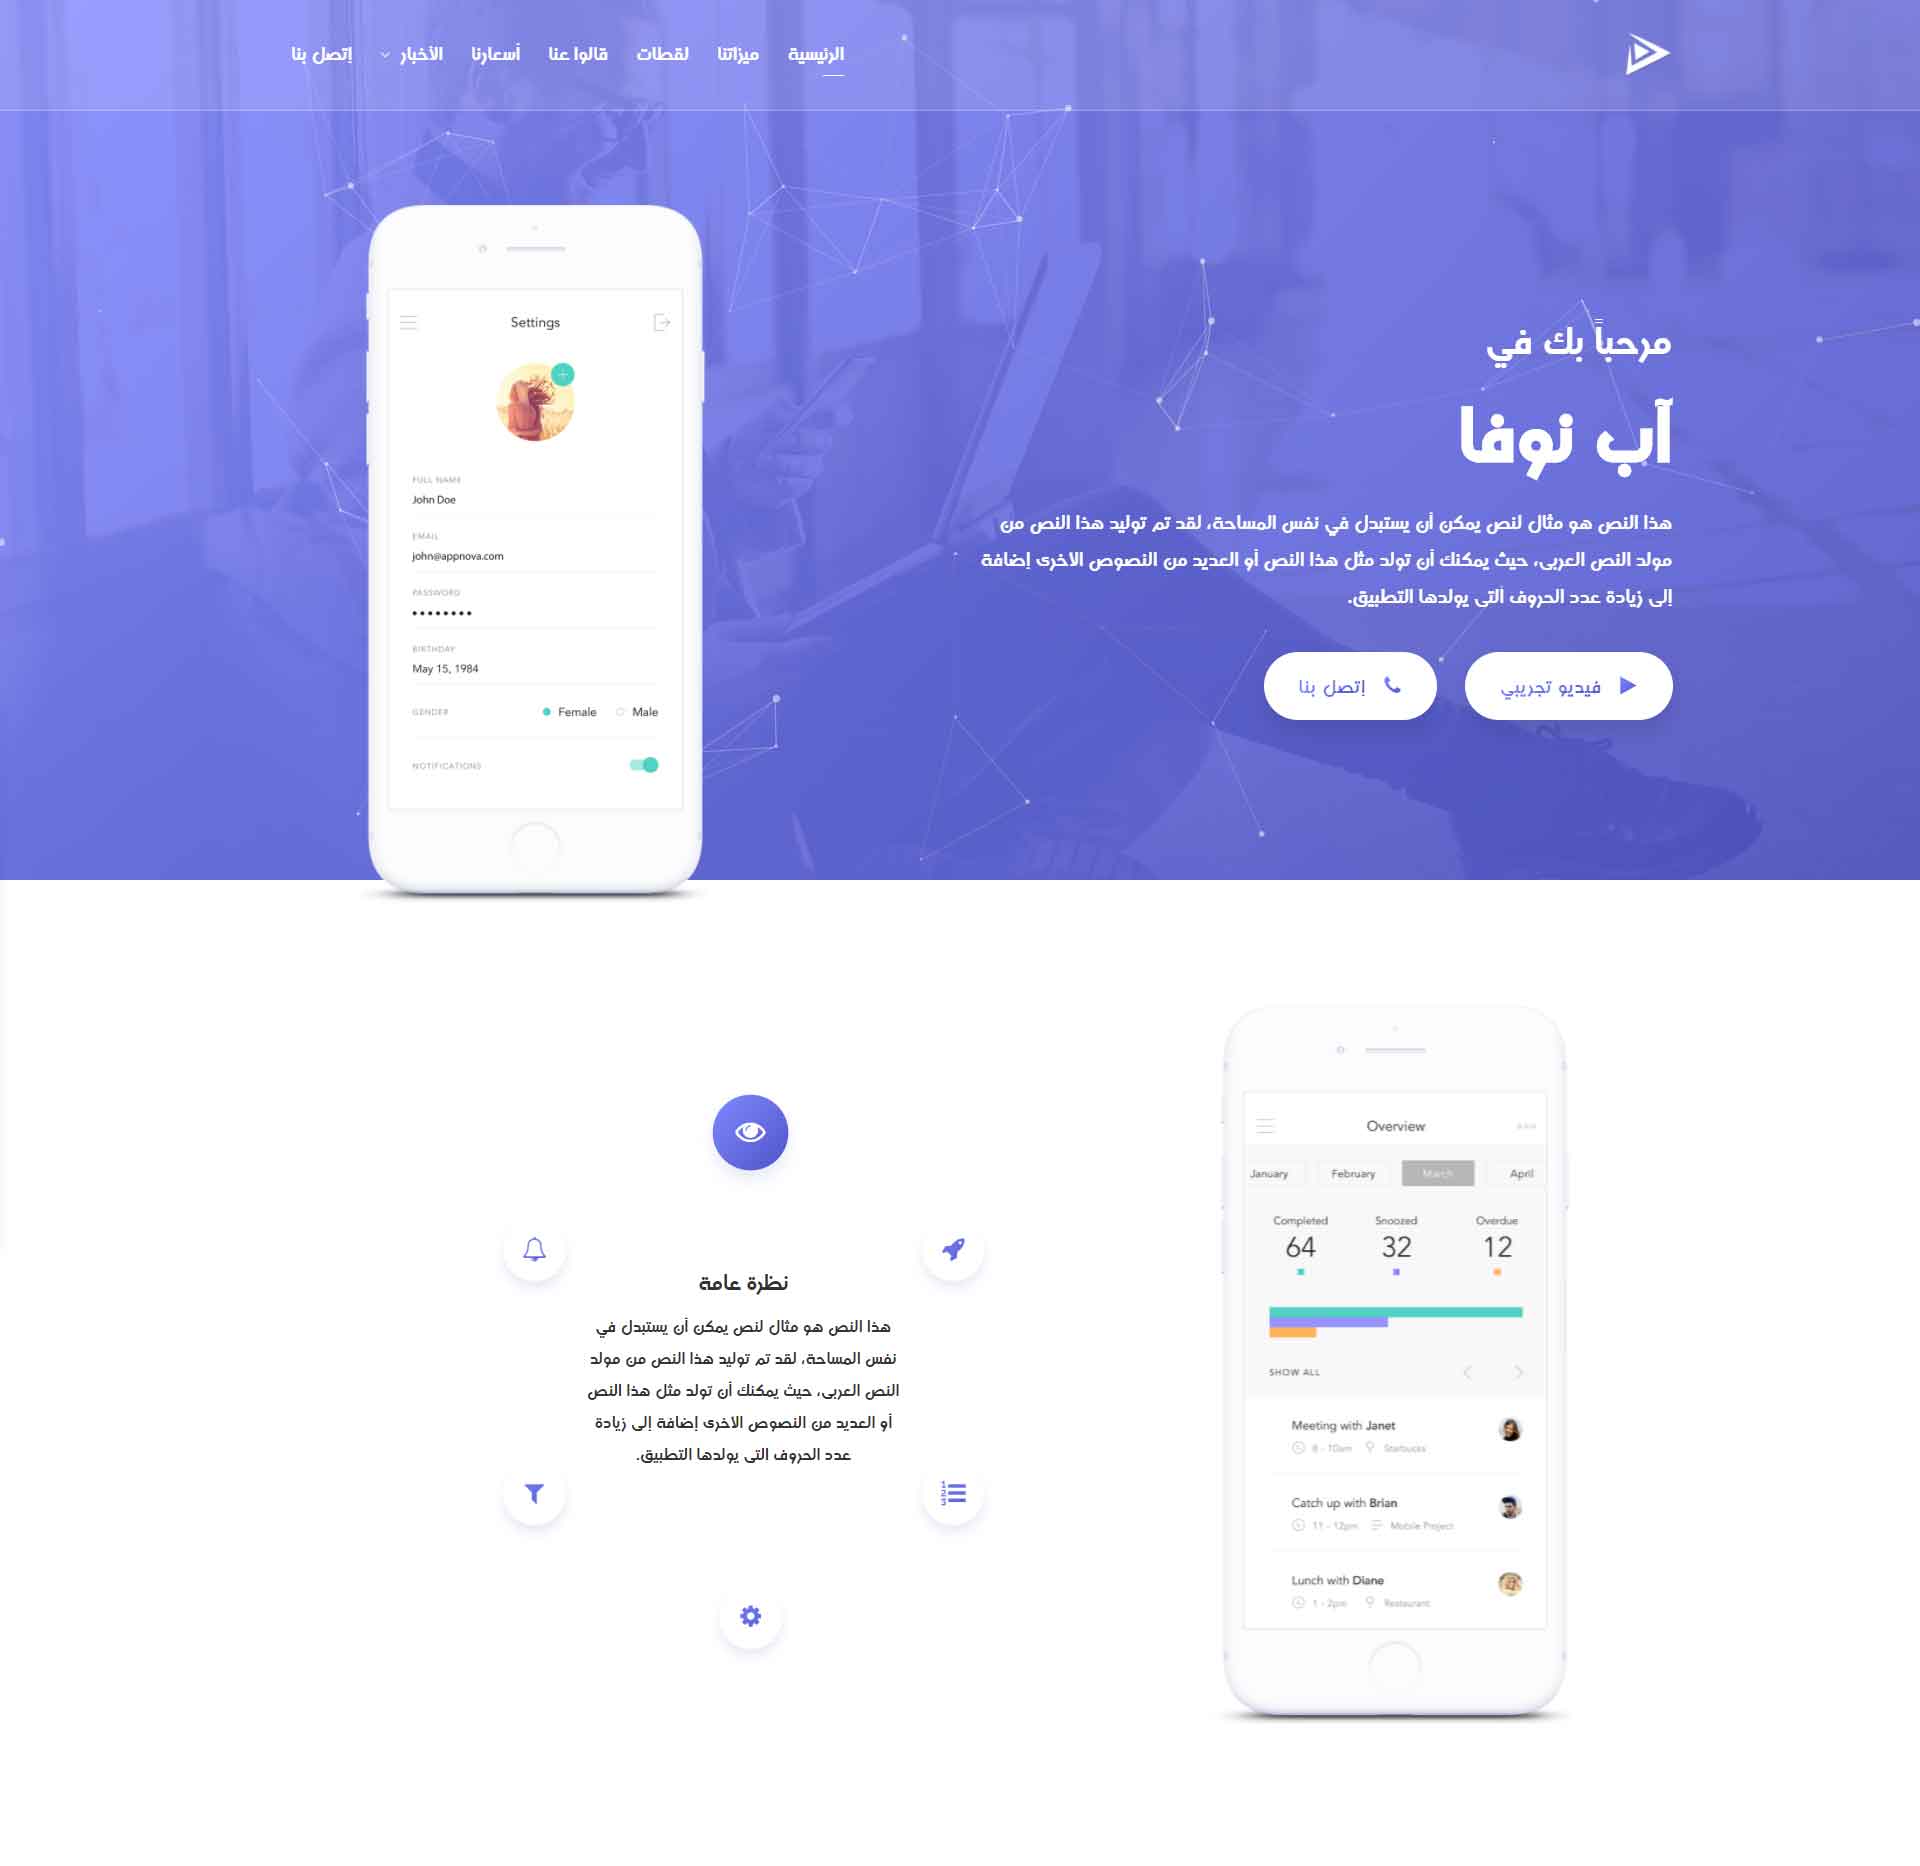 الرئيسية
ميزاتنا
لقطات
قالوا عنا
أسعارنا
الأخبار
إتصل بنا
مرحباً بك في
آب نوفا
هذا النص هو مثال لنص يمكن أن يستبدل في نفس المساحة، لقد تم توليد هذا النص من
مولد النص العربى، حيث يمكنك أن تولد مثل هذا النص أو العديد من النصوص الاخرى إضافة
إلى زيادة عدد الحروف التى يولدها التطبيق.
فيديو تجريبي
إتصل بنا
Settings
FULL NAME
John Doe
EMAIL
john@appnova.com
PASSWORD
••••••••
BIRTHDAY
May 15, 1984
GENDER Female Male
NOTIFICATIONS
Overview
January February March April
Completed Snoozed Overdue
64 32 12
SHOW ALL
Meeting with Janet
8 - 10am Starbucks
Catch up with Brian
11 - 12pm Mobile Project
Lunch with Diane
1 - 2pm Restaurant
نظرة عامة
هذا النص هو مثال لنص يمكن أن يستبدل في
نفس المساحة، لقد تم توليد هذا النص من مولد
النص العربى، حيث يمكنك أن تولد مثل هذا النص
أو العديد من النصوص الاخرى إضافة إلى زيادة
عدد الحروف التى يولدها التطبيق.